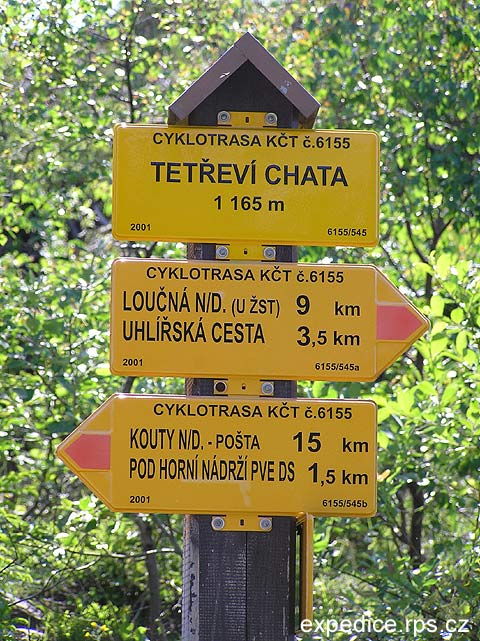 CYKLOTRASA KČT č.6155
TETŘEVÍ CHATA
1 165 m
2001 6155/545
CYKLOTRASA KČT č.6155
LOUČNÁ N/D. (U ŽST) 9 km
UHLÍŘSKÁ CESTA 3,5 km
2001 6155/545a
CYKLOTRASA KČT č.6155
KOUTY N/D. - POŠTA 15 km
POD HORNÍ NÁDRŽÍ PVE DS 1,5 km
2001 6155/545b
expedice.rps.cz